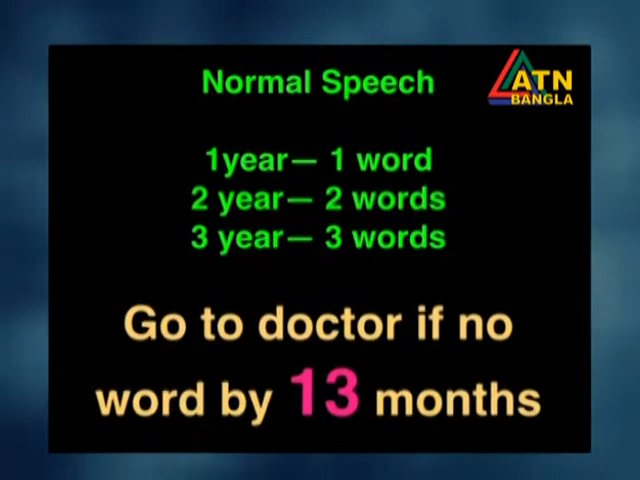 Normal Speech
ATN
BANGLA
1year— 1 word
2 year— 2 words
3 year— 3 words
Go to doctor if no
word by 13 months